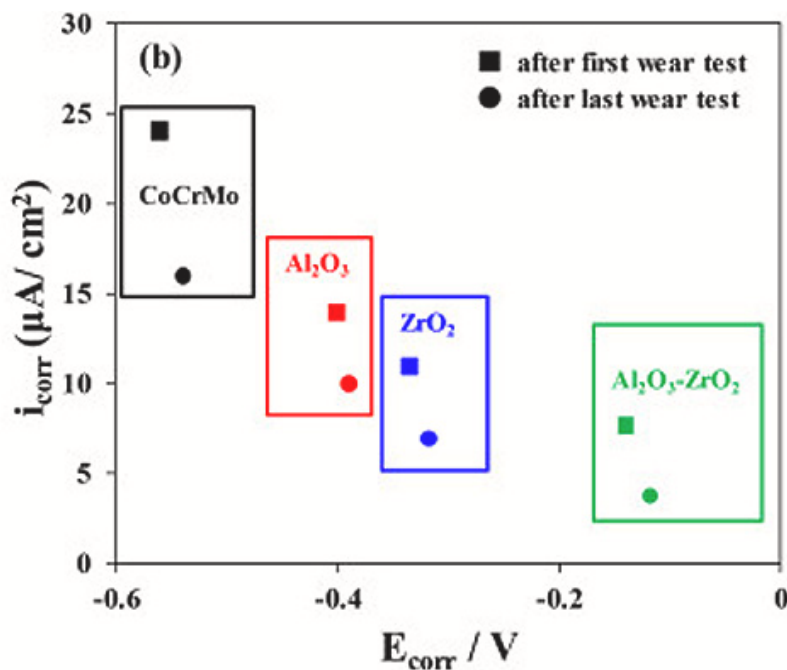 30
(b)
■ after first wear test
● after last wear test
25
CoCrMo
20
Al₂O₃
15
ZrO₂
10
Al₂O₃-ZrO₂
5
0
-0.6 -0.4 -0.2 0
i_corr (µA/ cm²)
E_corr / V